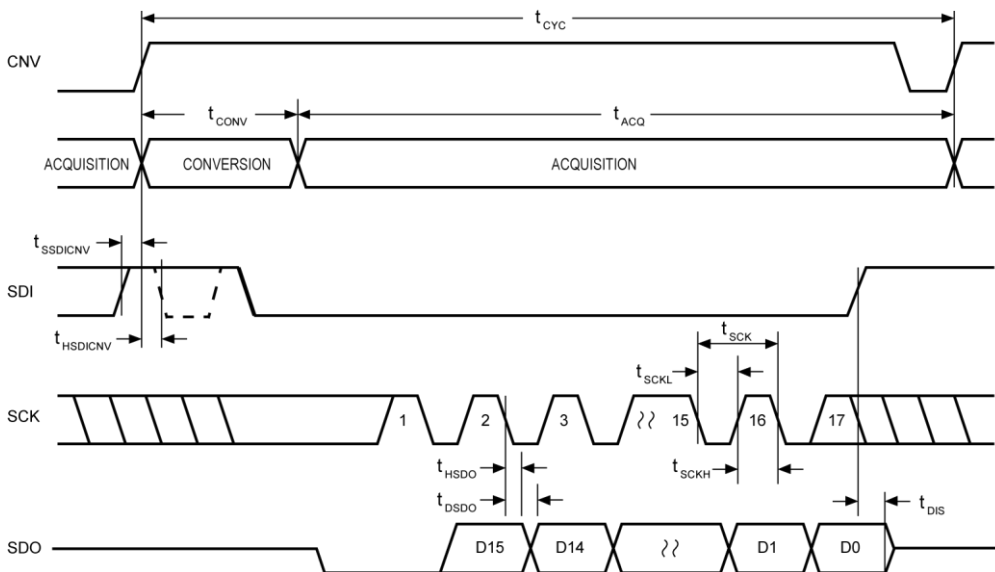 t_CYC
CNV
t_CONV
t_ACQ
ACQUISITION
CONVERSION
ACQUISITION
t_SSDICNV
SDI
t_HSDICNV
t_SCK
t_SCKL
SCK
1
2
3
15
16
17
t_HSDO
t_SCKH
t_DSDO
t_DIS
SDO
D15
D14
D1
D0